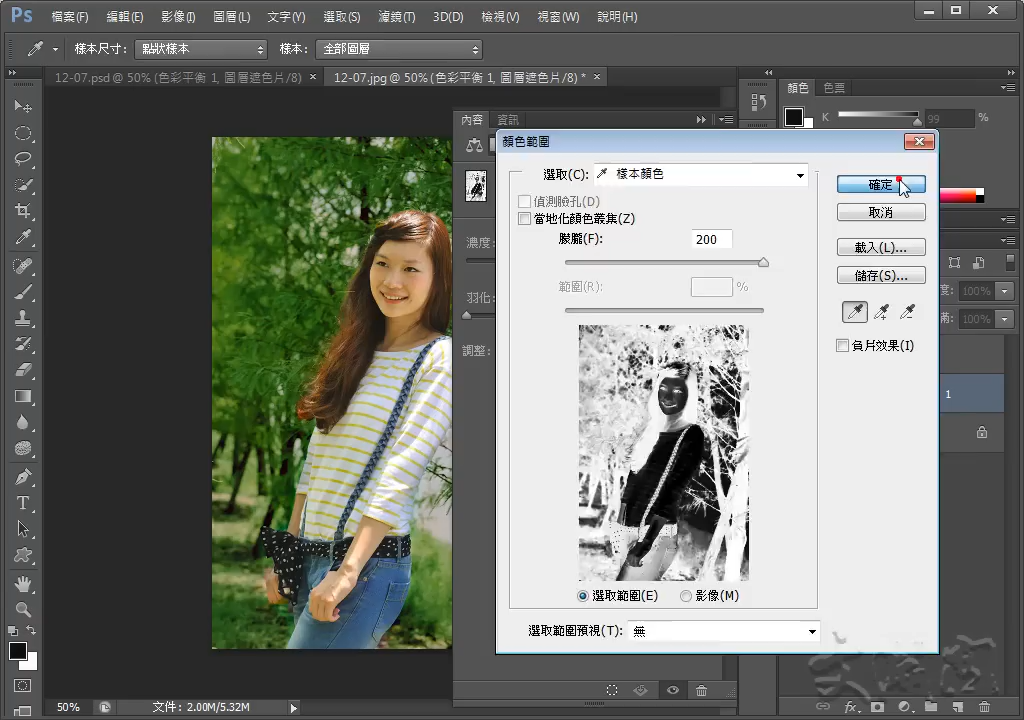 Ps 檔案(F) 編輯(E) 影像(I) 圖層(L) 文字(Y) 選取(S) 濾鏡(T) 3D(D) 檢視(V) 視窗(W) 說明(H)
樣本尺寸: 點狀樣本 樣本: 全部圖層
12-07.psd @ 50% (色彩平衡 1, 圖層遮色片/8) × 12-07.jpg @ 50% (色彩平衡 1, 圖層遮色片/8) * ×
內容 資訊
顏色 色票
K 99 %
濃度:
羽化:
調整:
顏色範圍
選取(C): 樣本顏色
偵測臉孔(D)
當地化顏色叢集(Z)
朦朧(F): 200
範圍(R): %
選取範圍(E) 影像(M)
選取範圍預視(T): 無
確定
取消
載入(L)...
儲存(S)...
負片效果(I)
度: 100%
滿: 100%
1
T
50% 文件: 2.00M/5.32M
fx